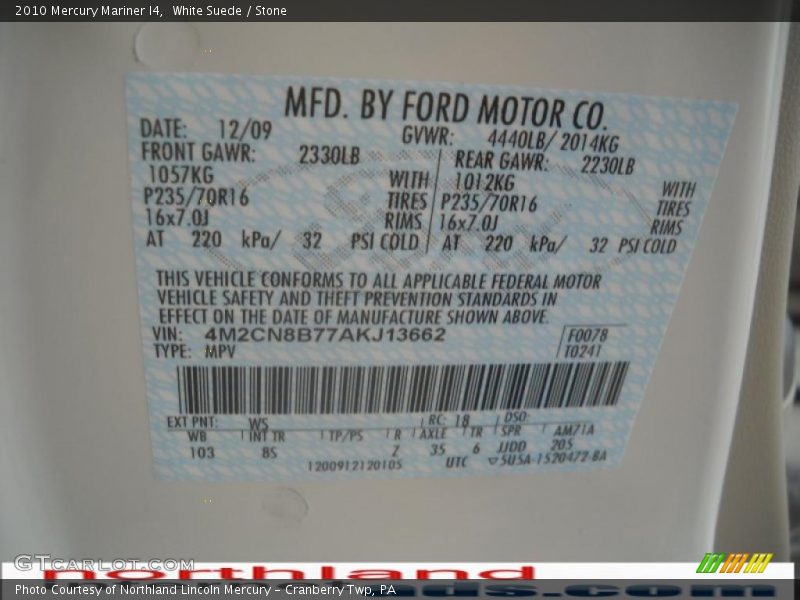 2010 Mercury Mariner I4,  White Suede / Stone
MFD. BY FORD MOTOR CO.
DATE: 12/09 GVWR: 4440LB/ 2014KG
FRONT GAWR: 2330LB REAR GAWR: 2230LB
1057KG WITH 1012KG WITH
P235/70R16 TIRES P235/70R16 TIRES
16x7.0J RIMS 16x7.0J RIMS
AT 220 kPa/ 32 PSI COLD AT 220 kPa/ 32 PSI COLD
THIS VEHICLE CONFORMS TO ALL APPLICABLE FEDERAL MOTOR
VEHICLE SAFETY AND THEFT PREVENTION STANDARDS IN
EFFECT ON THE DATE OF MANUFACTURE SHOWN ABOVE.
VIN: 4M2CN8B77AKJ13662 F0078
TYPE: MPV T0241
EXT PNT: WS RC: 18 DSO:
WB INT TR TP/PS R AXLE TR SPR AM71A
103 8S Z 35 6 JJDD 205
1200912120105 UTC 5U5A-1520472-BA
GTCARLOT.COM
northland
Photo Courtesy of Northland Lincoln Mercury – Cranberry Twp, PA